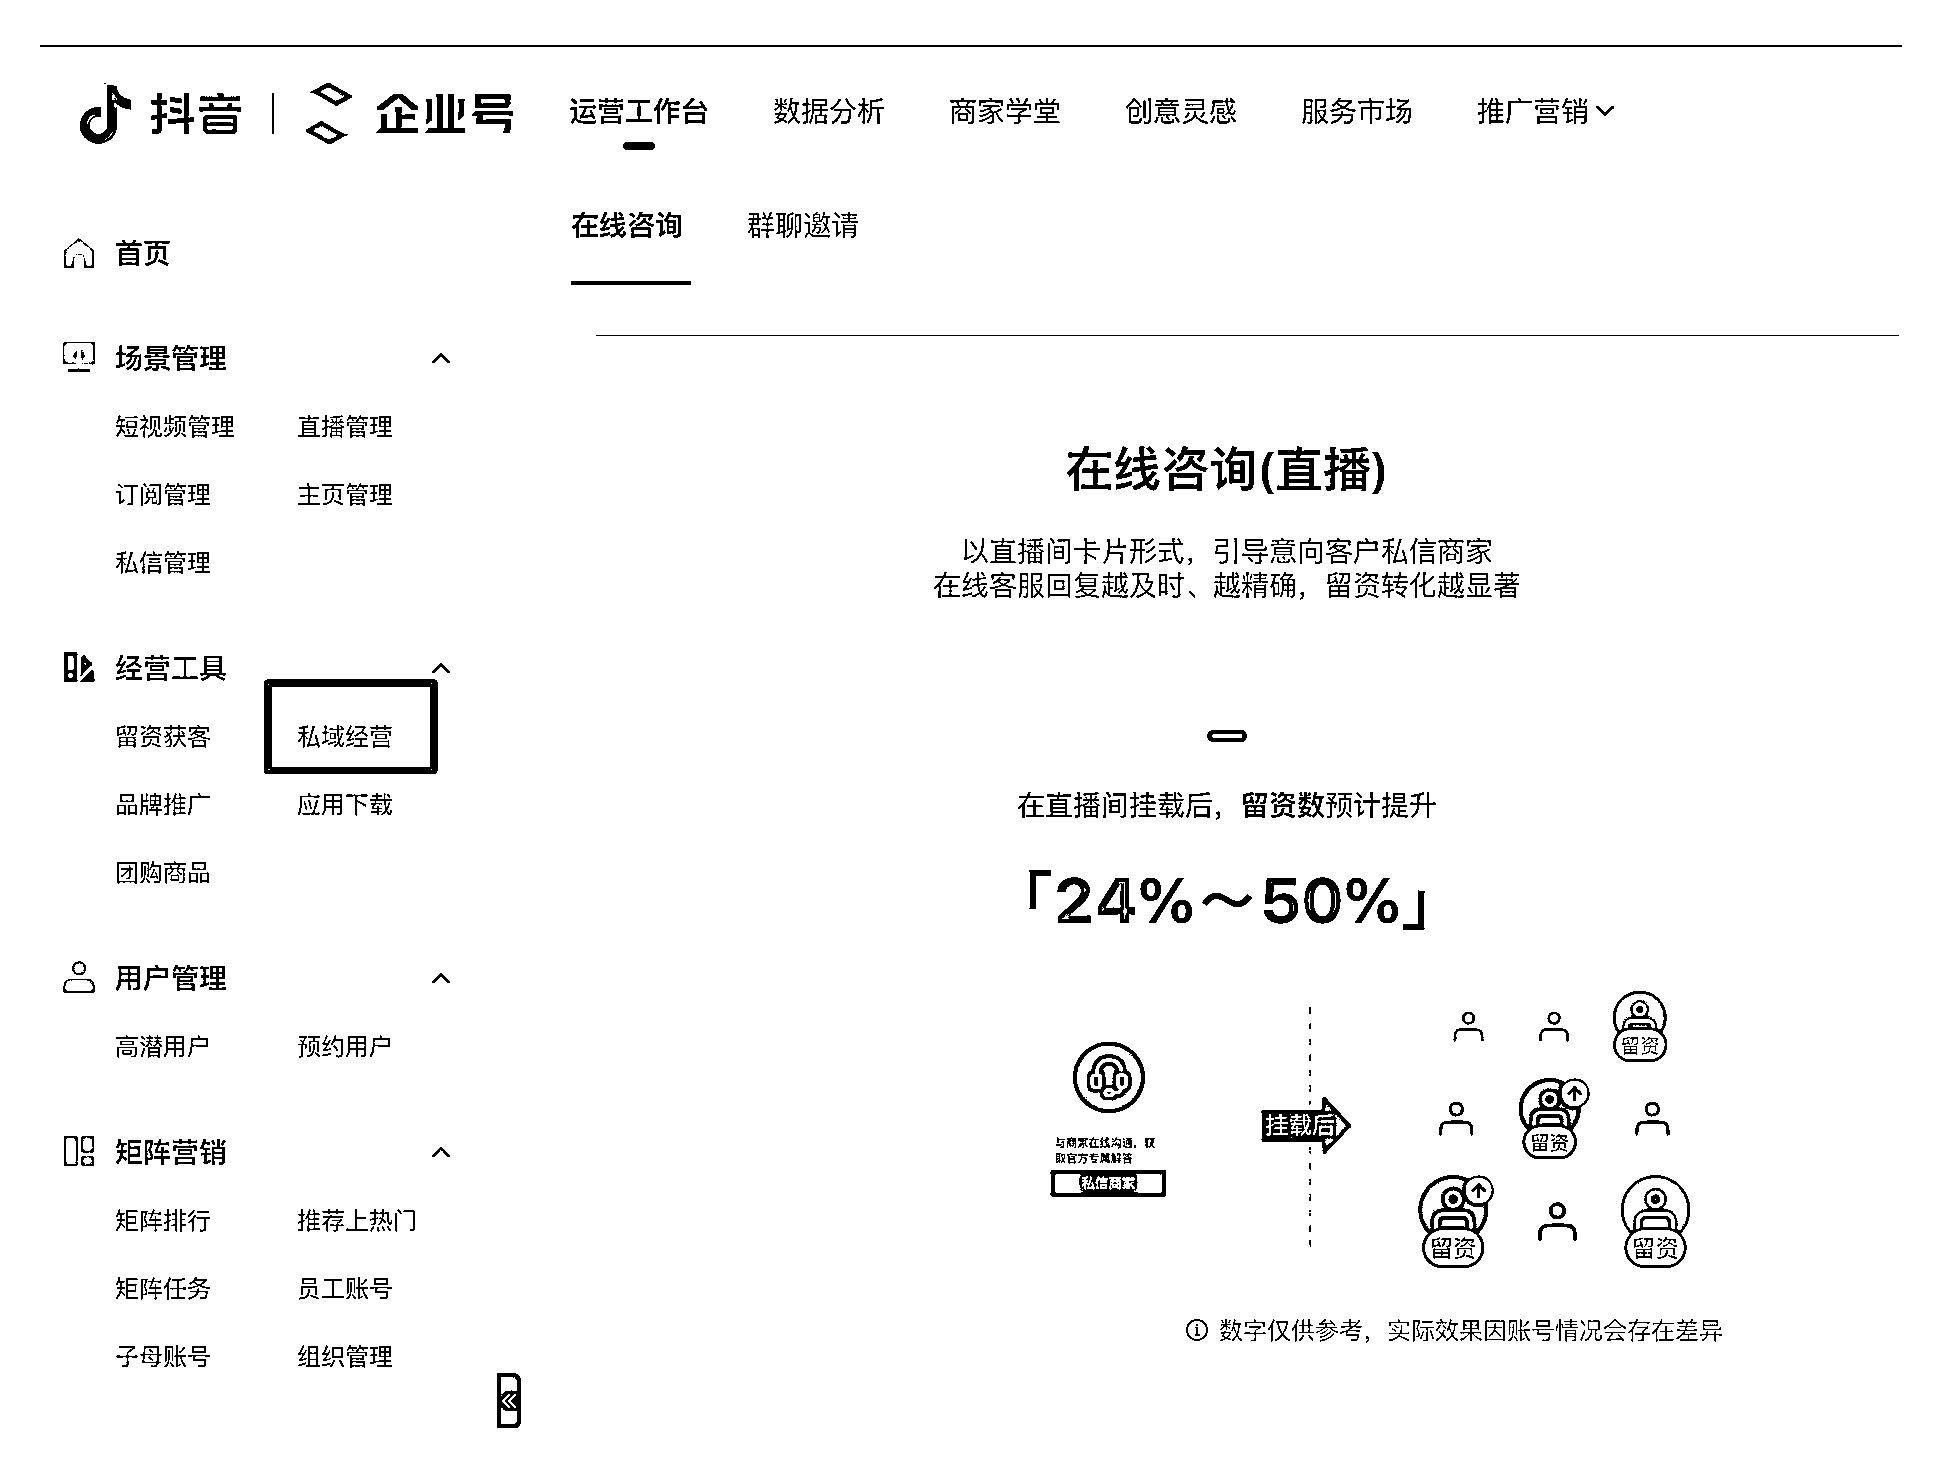 抖音 | 企业号
运营工作台 数据分析 商家学堂 创意灵感 服务市场 推广营销
在线咨询 群聊邀请
首页
场景管理
短视频管理 直播管理
订阅管理 主页管理
私信管理
经营工具
留资获客 私域经营
品牌推广 应用下载
团购商品
用户管理
高潜用户 预约用户
矩阵营销
矩阵排行 推荐上热门
矩阵任务 员工账号
子母账号 组织管理
在线咨询(直播)
以直播间卡片形式，引导意向客户私信商家
在线客服回复越及时、越精确，留资转化越显著
在直播间挂载后，留资数预计提升
「24%～50%」
与商家在线沟通，获
取官方专属解答
私信商家
挂载后
留资
留资
留资
留资
数字仅供参考，实际效果因账号情况会存在差异